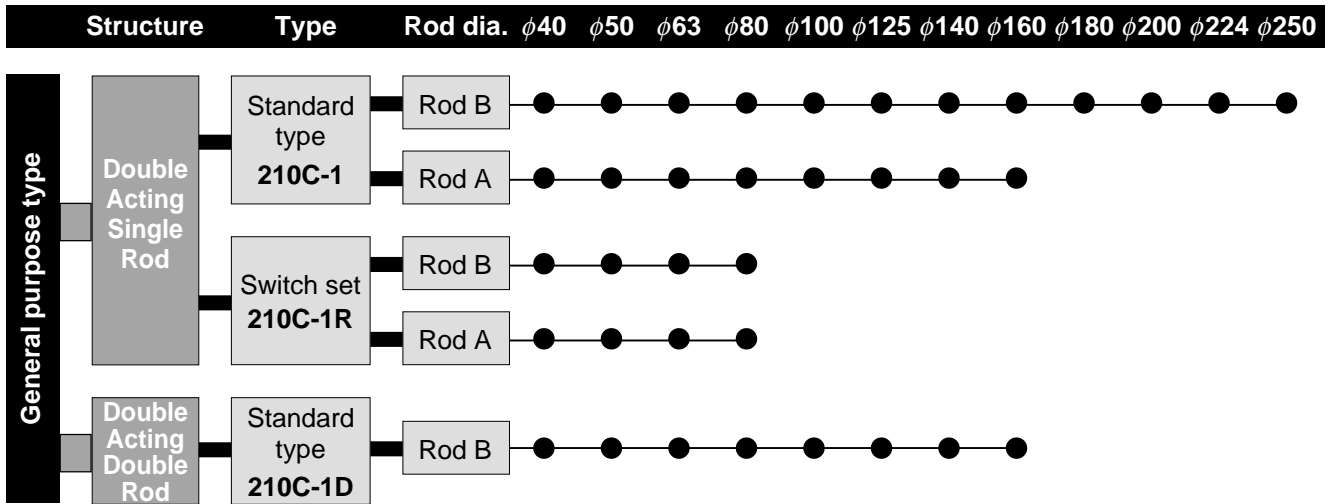 Structure Type Rod dia. ϕ40 ϕ50 ϕ63 ϕ80 ϕ100 ϕ125 ϕ140 ϕ160 ϕ180 ϕ200 ϕ224 ϕ250
General purpose type
Double
Acting
Single
Rod
Standard
type
210C-1
Rod B
Rod A
Switch set
210C-1R
Rod B
Rod A
Double
Acting
Double
Rod
Standard
type
210C-1D
Rod B